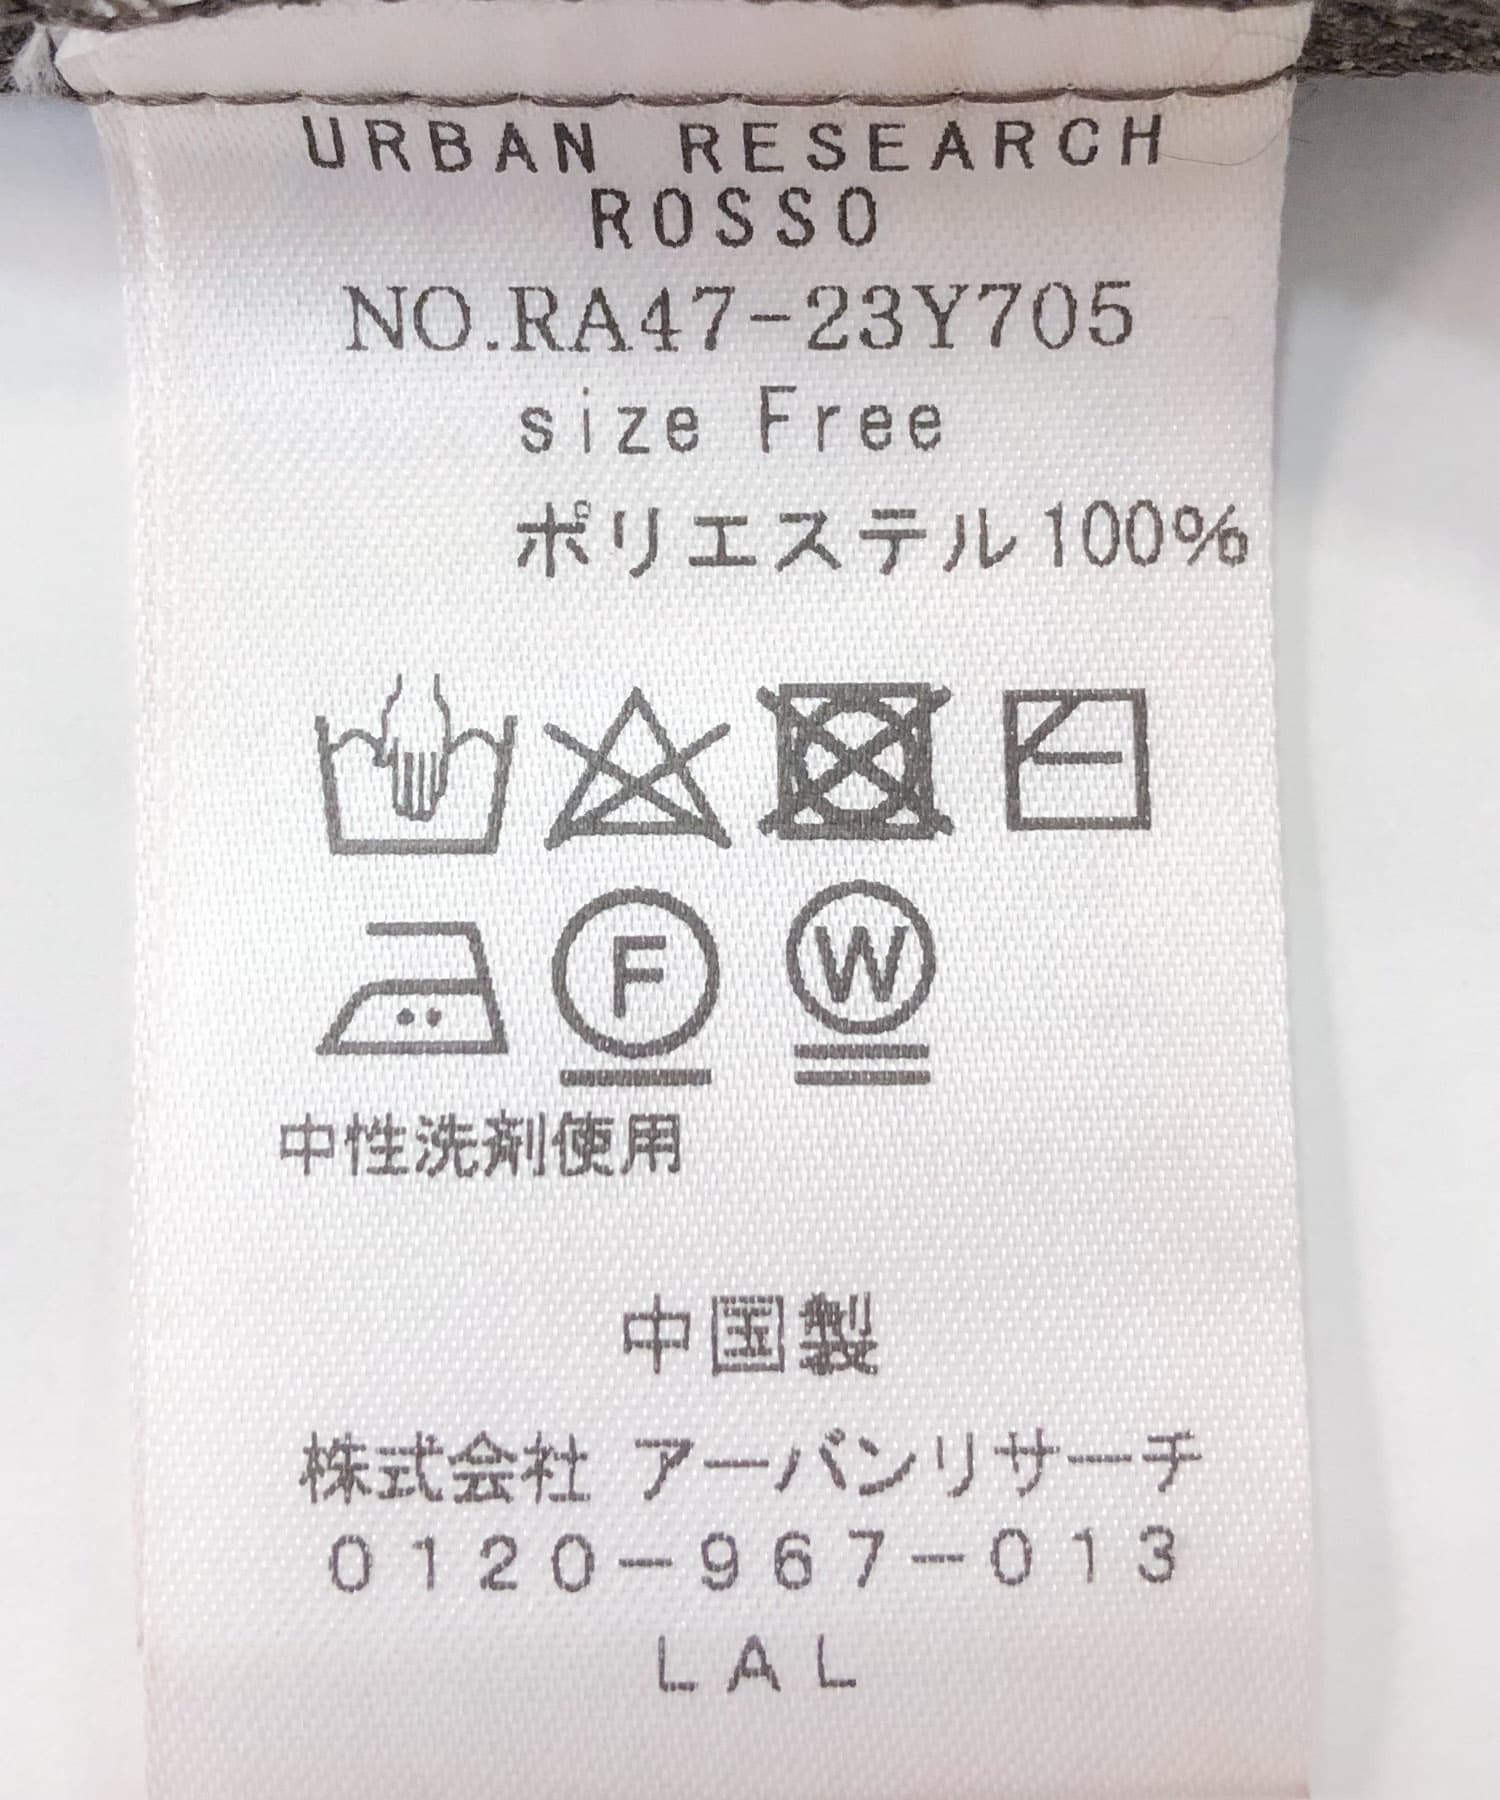 URBAN RESEARCH
ROSSO
NO.RA47-23Y705
size Free
ポリエステル100%
F W
中性洗剤使用
中国製
株式会社 アーバンリサーチ
0120-967-013
LAL